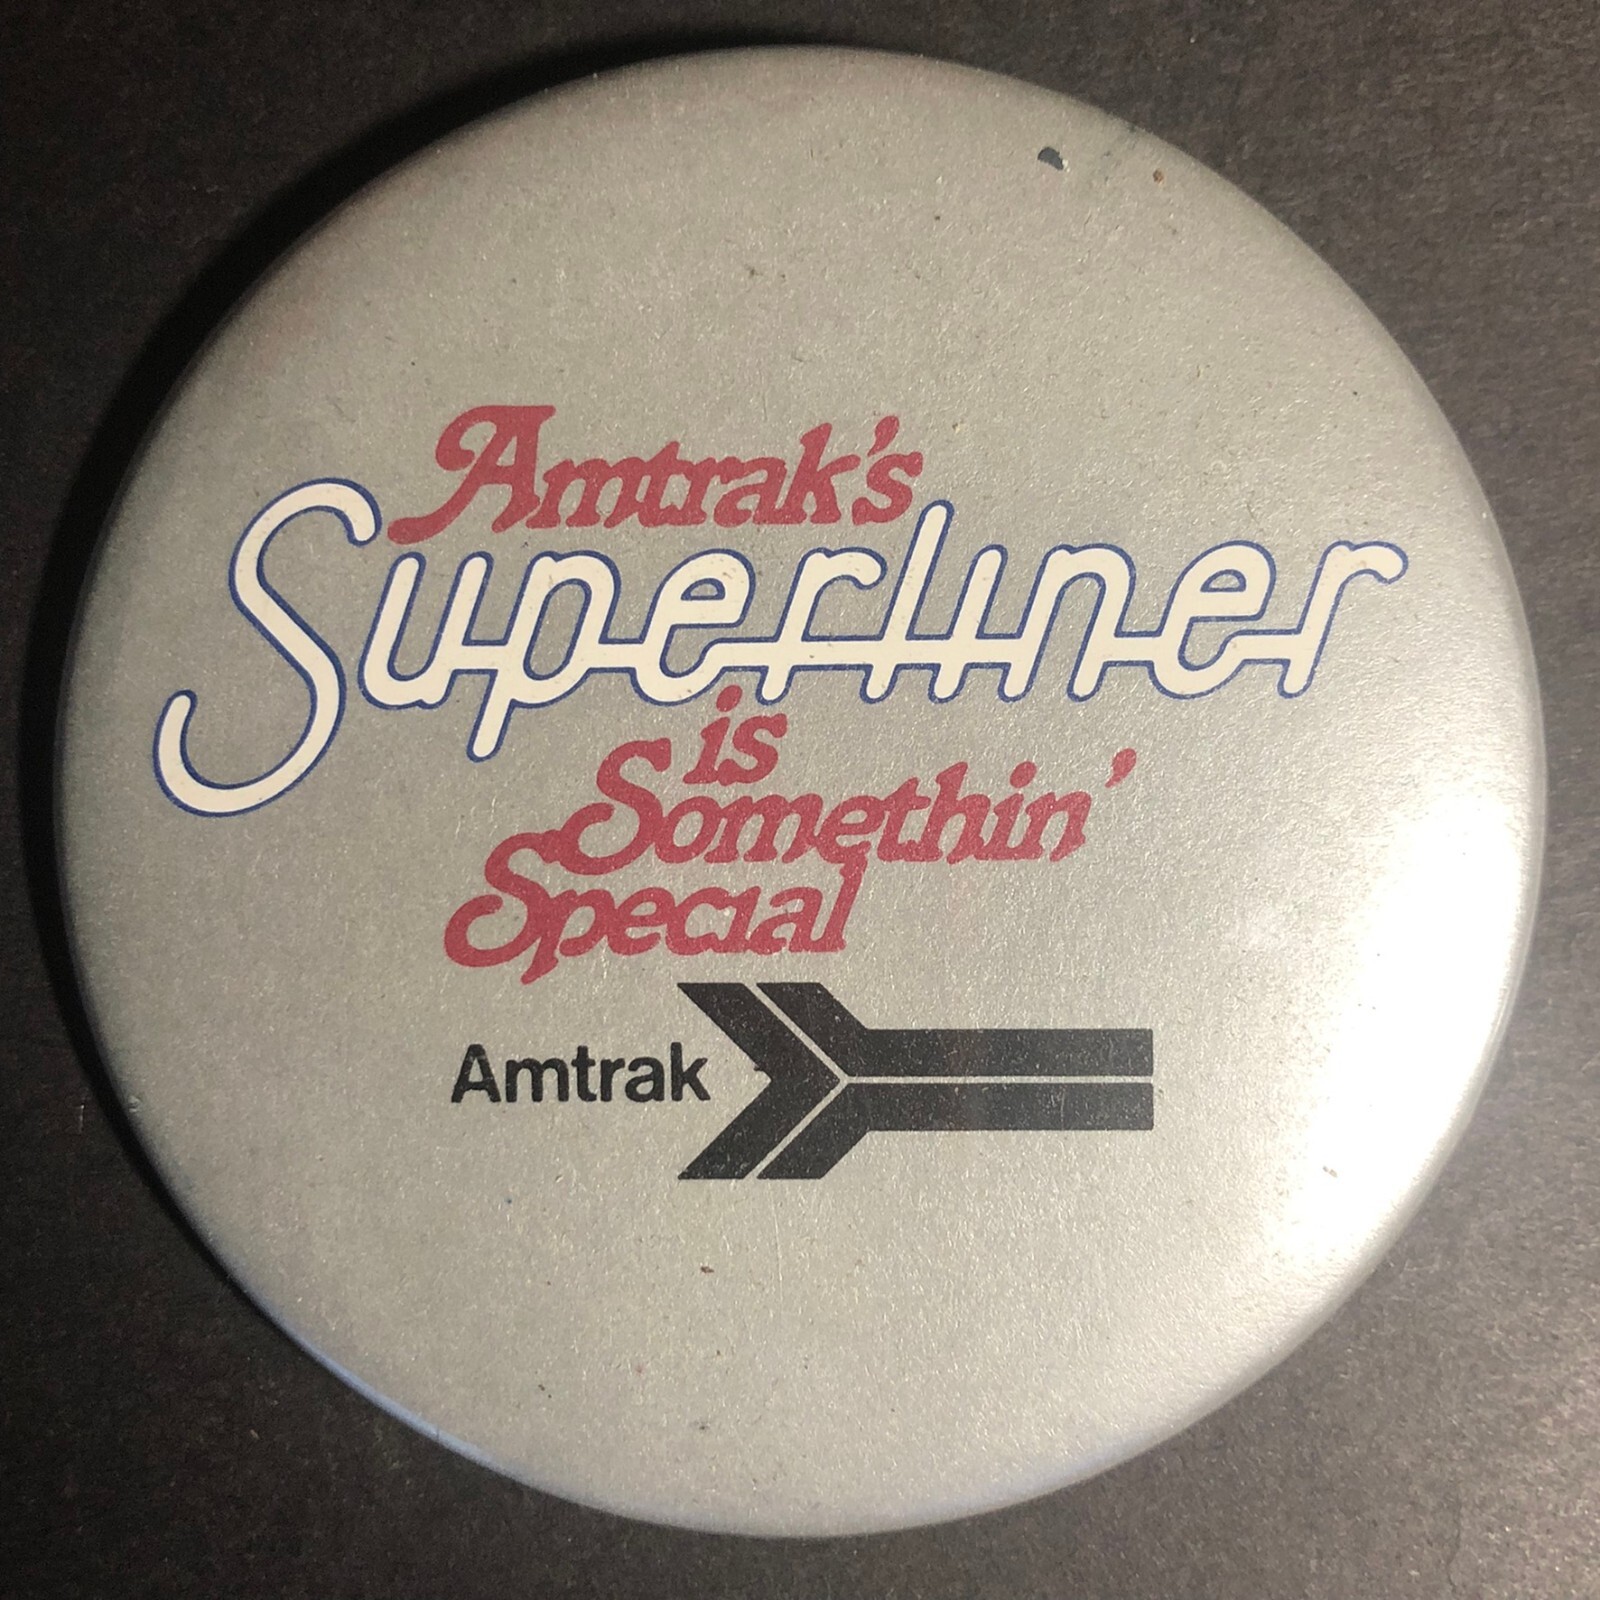 Amtrak's
Superliner
is
Somethin'
Special
Amtrak